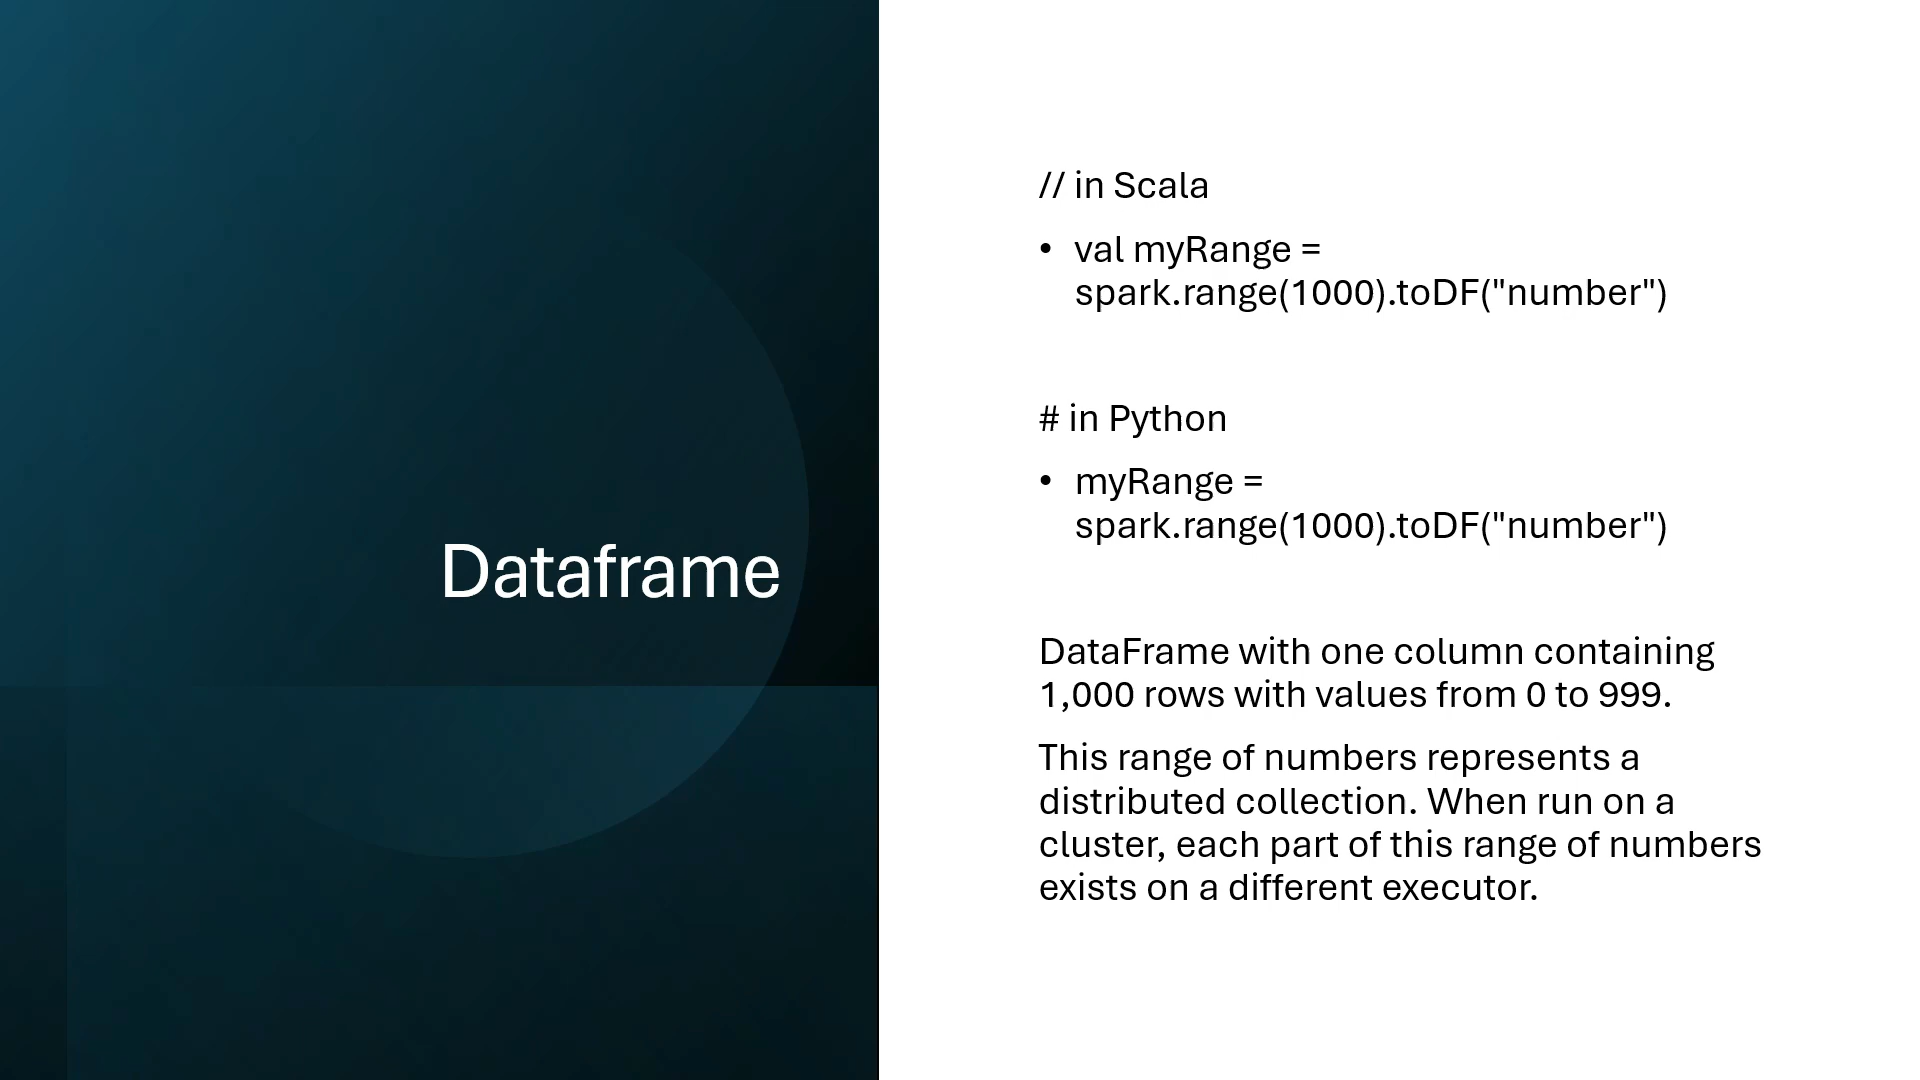 Dataframe
// in Scala
• val myRange =
spark.range(1000).toDF("number")
# in Python
• myRange =
spark.range(1000).toDF("number")
DataFrame with one column containing
1,000 rows with values from 0 to 999.
This range of numbers represents a
distributed collection. When run on a
cluster, each part of this range of numbers
exists on a different executor.